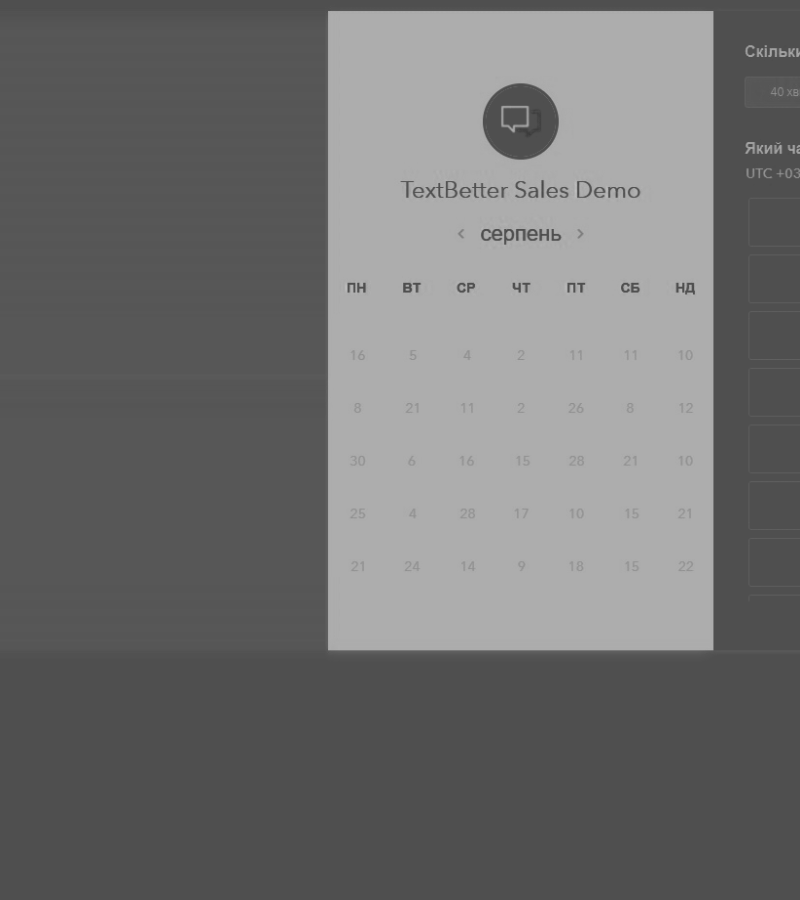 TextBetter Sales Demo
‹ серпень ›
ПН ВТ СР ЧТ ПТ СБ НД
16 5 4 2 11 11 10
8 21 11 2 26 8 12
30 6 16 15 28 21 10
25 4 28 17 10 15 21
21 24 14 9 18 15 22
Скільки
40 хв
Який ча
UTC +03